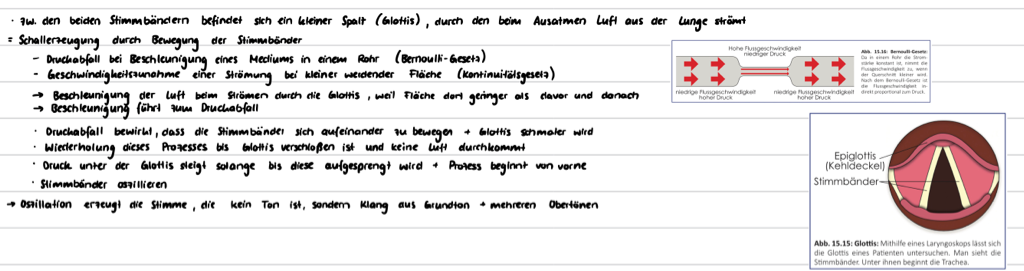 · zw. den beiden Stimmbändern befindet sich ein kleiner Spalt (Glottis), durch den beim Ausatmen Luft aus der Lunge strömt
= Schallerzeugung durch Bewegung der Stimmbänder
- Druckabfall bei Beschleunigung eines Mediums in einem Rohr (Bernoulli-Gesetz)
- Geschwindigkeitszunahme einer Strömung bei kleiner werdender Fläche (Kontinuitätsgesetz)
→ Beschleunigung der Luft beim Strömen durch die Glottis, weil Fläche dort geringer als davor und danach
→ Beschleunigung führt zum Druckabfall
· Druckabfall bewirkt, dass die Stimmbänder sich aufeinander zu bewegen + Glottis schmaler wird
· Wiederholung dieses Prozesses bis Glottis verschloßen ist und keine Luft durchkommt
· Druck unter der Glottis steigt solange bis diese aufgesprengt wird + Prozess beginnt von vorne
· Stimmbänder oszillieren
→ Oszillation erzeugt die Stimme, die kein Ton ist, sondern Klang aus Grundton + mehreren Obertönen
Hohe Flussgeschwindigkeit
niedriger Druck
niedrige Flussgeschwindigkeit
hoher Druck
niedrige Flussgeschwindigkeit
hoher Druck
Abb. 15.16: Bernoulli-Gesetz:
Da in einem Rohr die Strom-
stärke konstant ist, nimmt die
Flussgeschwindigkeit zu, wenn
der Querschnitt kleiner wird.
Nach dem Bernoulli-Gesetz ist
die Flussgeschwindigkeit in-
direkt proportional zum Druck.
Epiglottis
(Kehldeckel)
Stimmbänder
Abb. 15.15: Glottis: Mithilfe eines Laryngoskops lässt sich
die Glottis eines Patienten untersuchen. Man sieht die
Stimmbänder. Unter ihnen beginnt die Trachea.